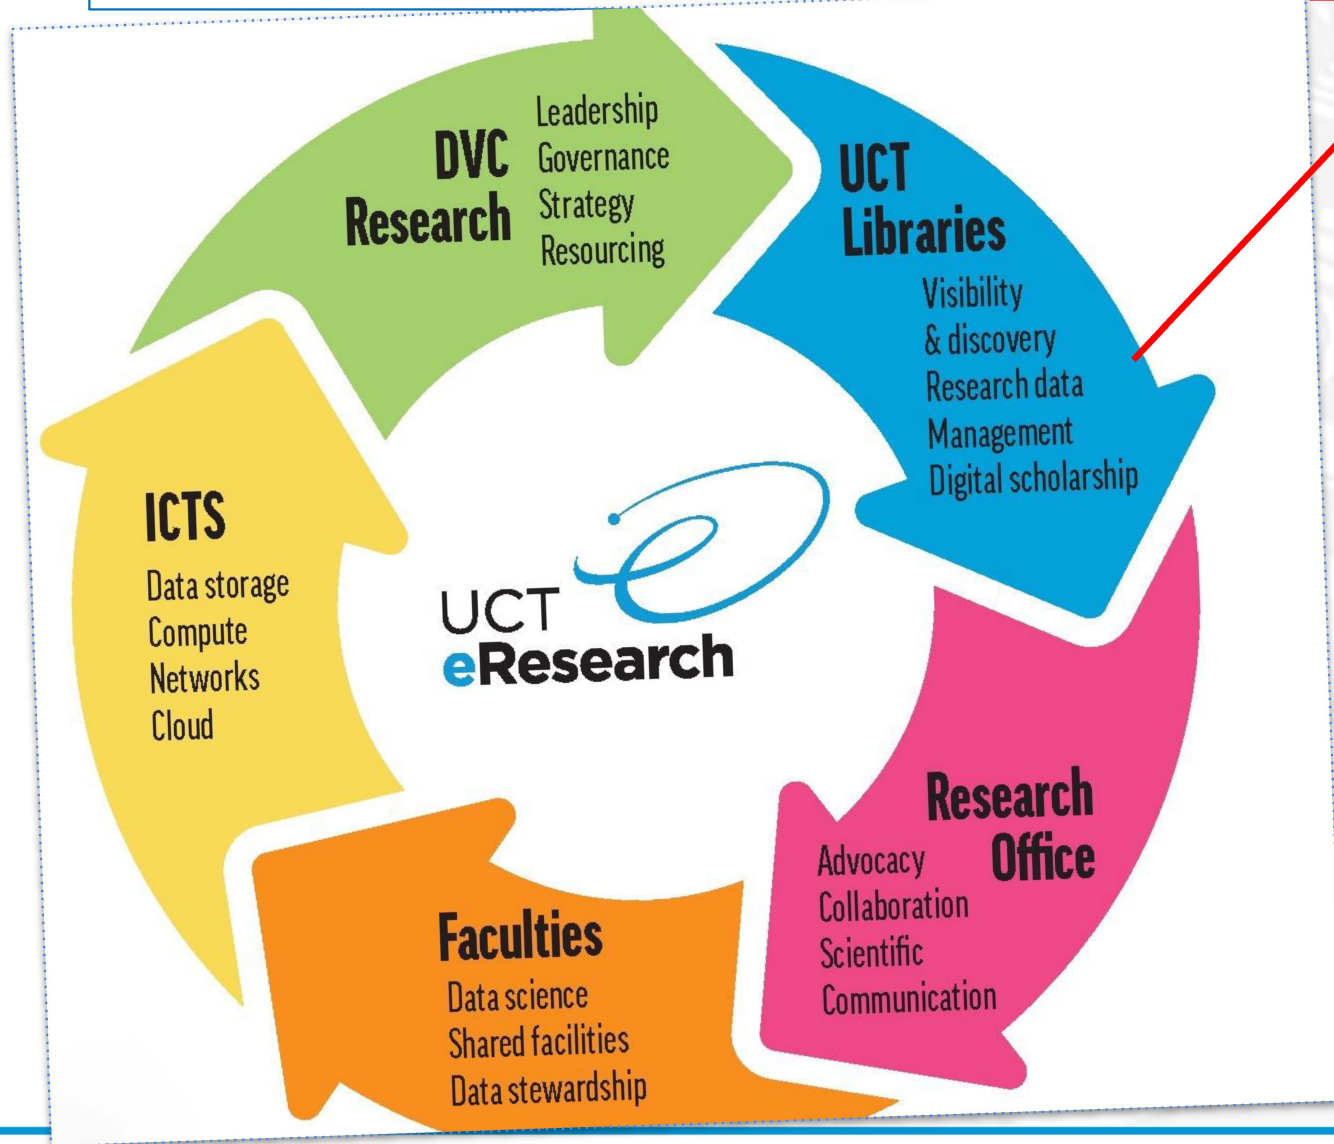 DVC
Research
Leadership
Governance
Strategy
Resourcing
UCT
Libraries
Visibility
& discovery
Research data
Management
Digital scholarship
Research
Office
Advocacy
Collaboration
Scientific
Communication
Faculties
Data science
Shared facilities
Data stewardship
ICTS
Data storage
Compute
Networks
Cloud
UCT
eResearch